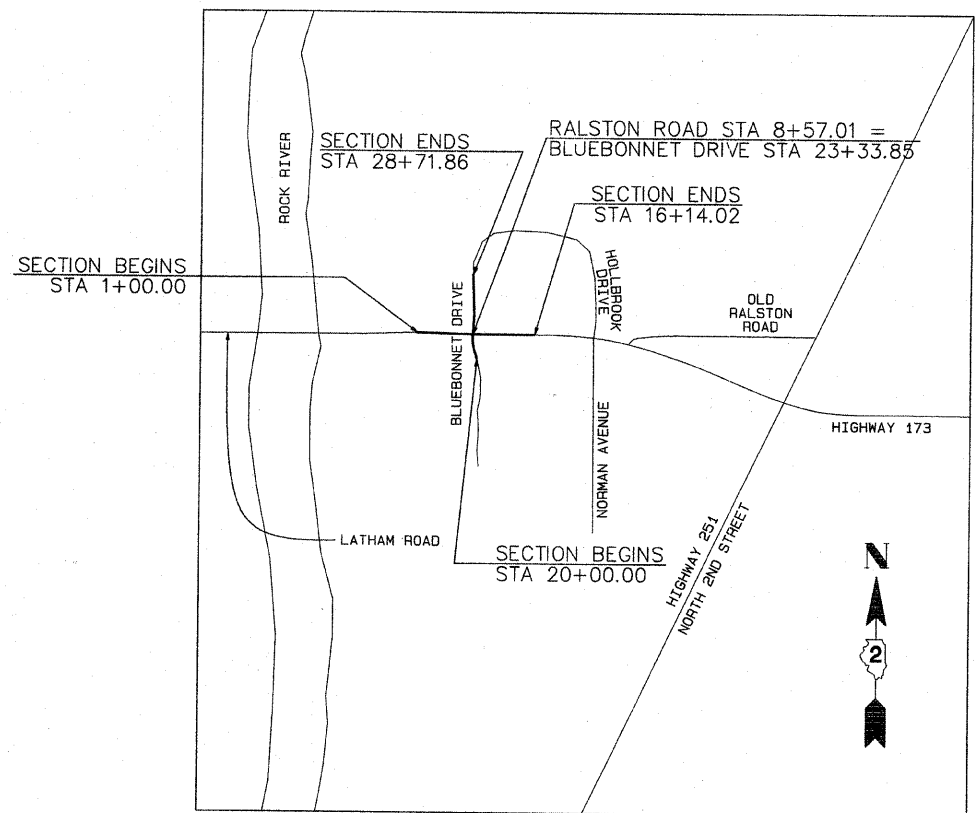 SECTION ENDS
STA 28+71.86
RALSTON ROAD STA 8+57.01 =
BLUEBONNET DRIVE STA 23+33.85
SECTION ENDS
STA 16+14.02
ROCK RIVER
SECTION BEGINS
STA 1+00.00
BLUEBONNET DRIVE
HOLLBROOK
DRIVE
OLD
RALSTON
ROAD
HIGHWAY 173
NORMAN AVENUE
LATHAM ROAD
SECTION BEGINS
STA 20+00.00
HIGHWAY 251
NORTH 2ND STREET
N
2